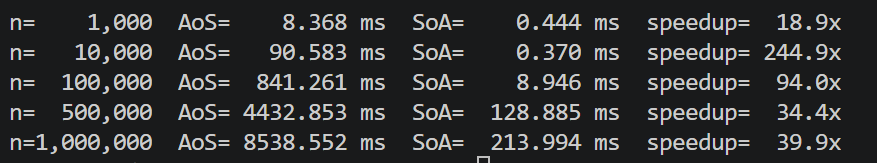 n=    1,000  AoS=    8.368 ms  SoA=    0.444 ms  speedup=  18.9x
n=   10,000  AoS=   90.583 ms  SoA=    0.370 ms  speedup= 244.9x
n=  100,000  AoS=  841.261 ms  SoA=    8.946 ms  speedup=  94.0x
n=  500,000  AoS= 4432.853 ms  SoA=  128.885 ms  speedup=  34.4x
n=1,000,000  AoS= 8538.552 ms  SoA=  213.994 ms  speedup=  39.9x